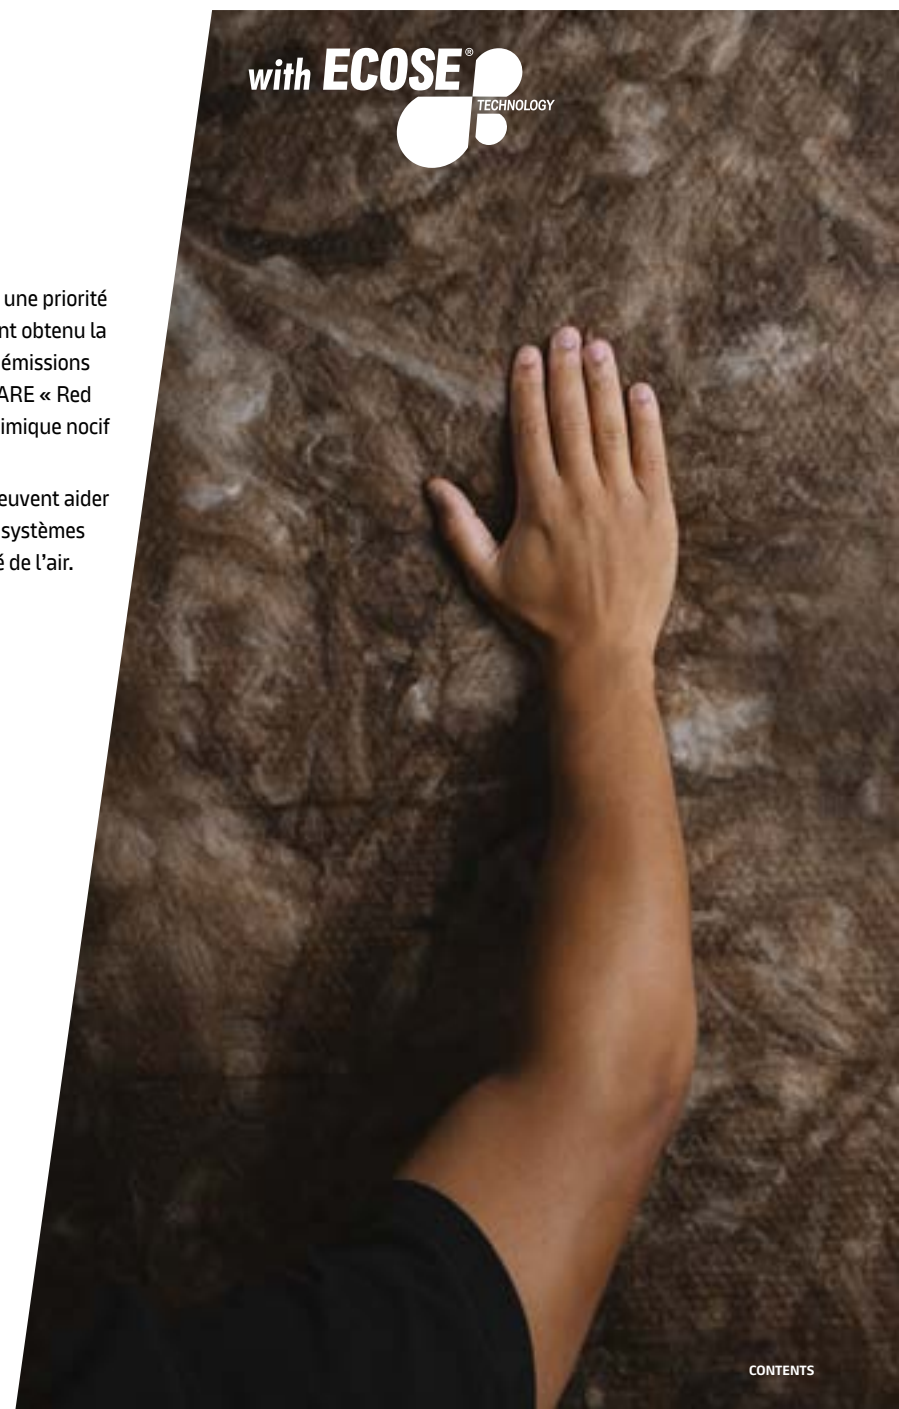 with ECOSE®
TECHNOLOGY
une priorité
nt obtenu la
émissions
ARE « Red
imique nocif
euvent aider
systèmes
é de l'air.
CONTENTS